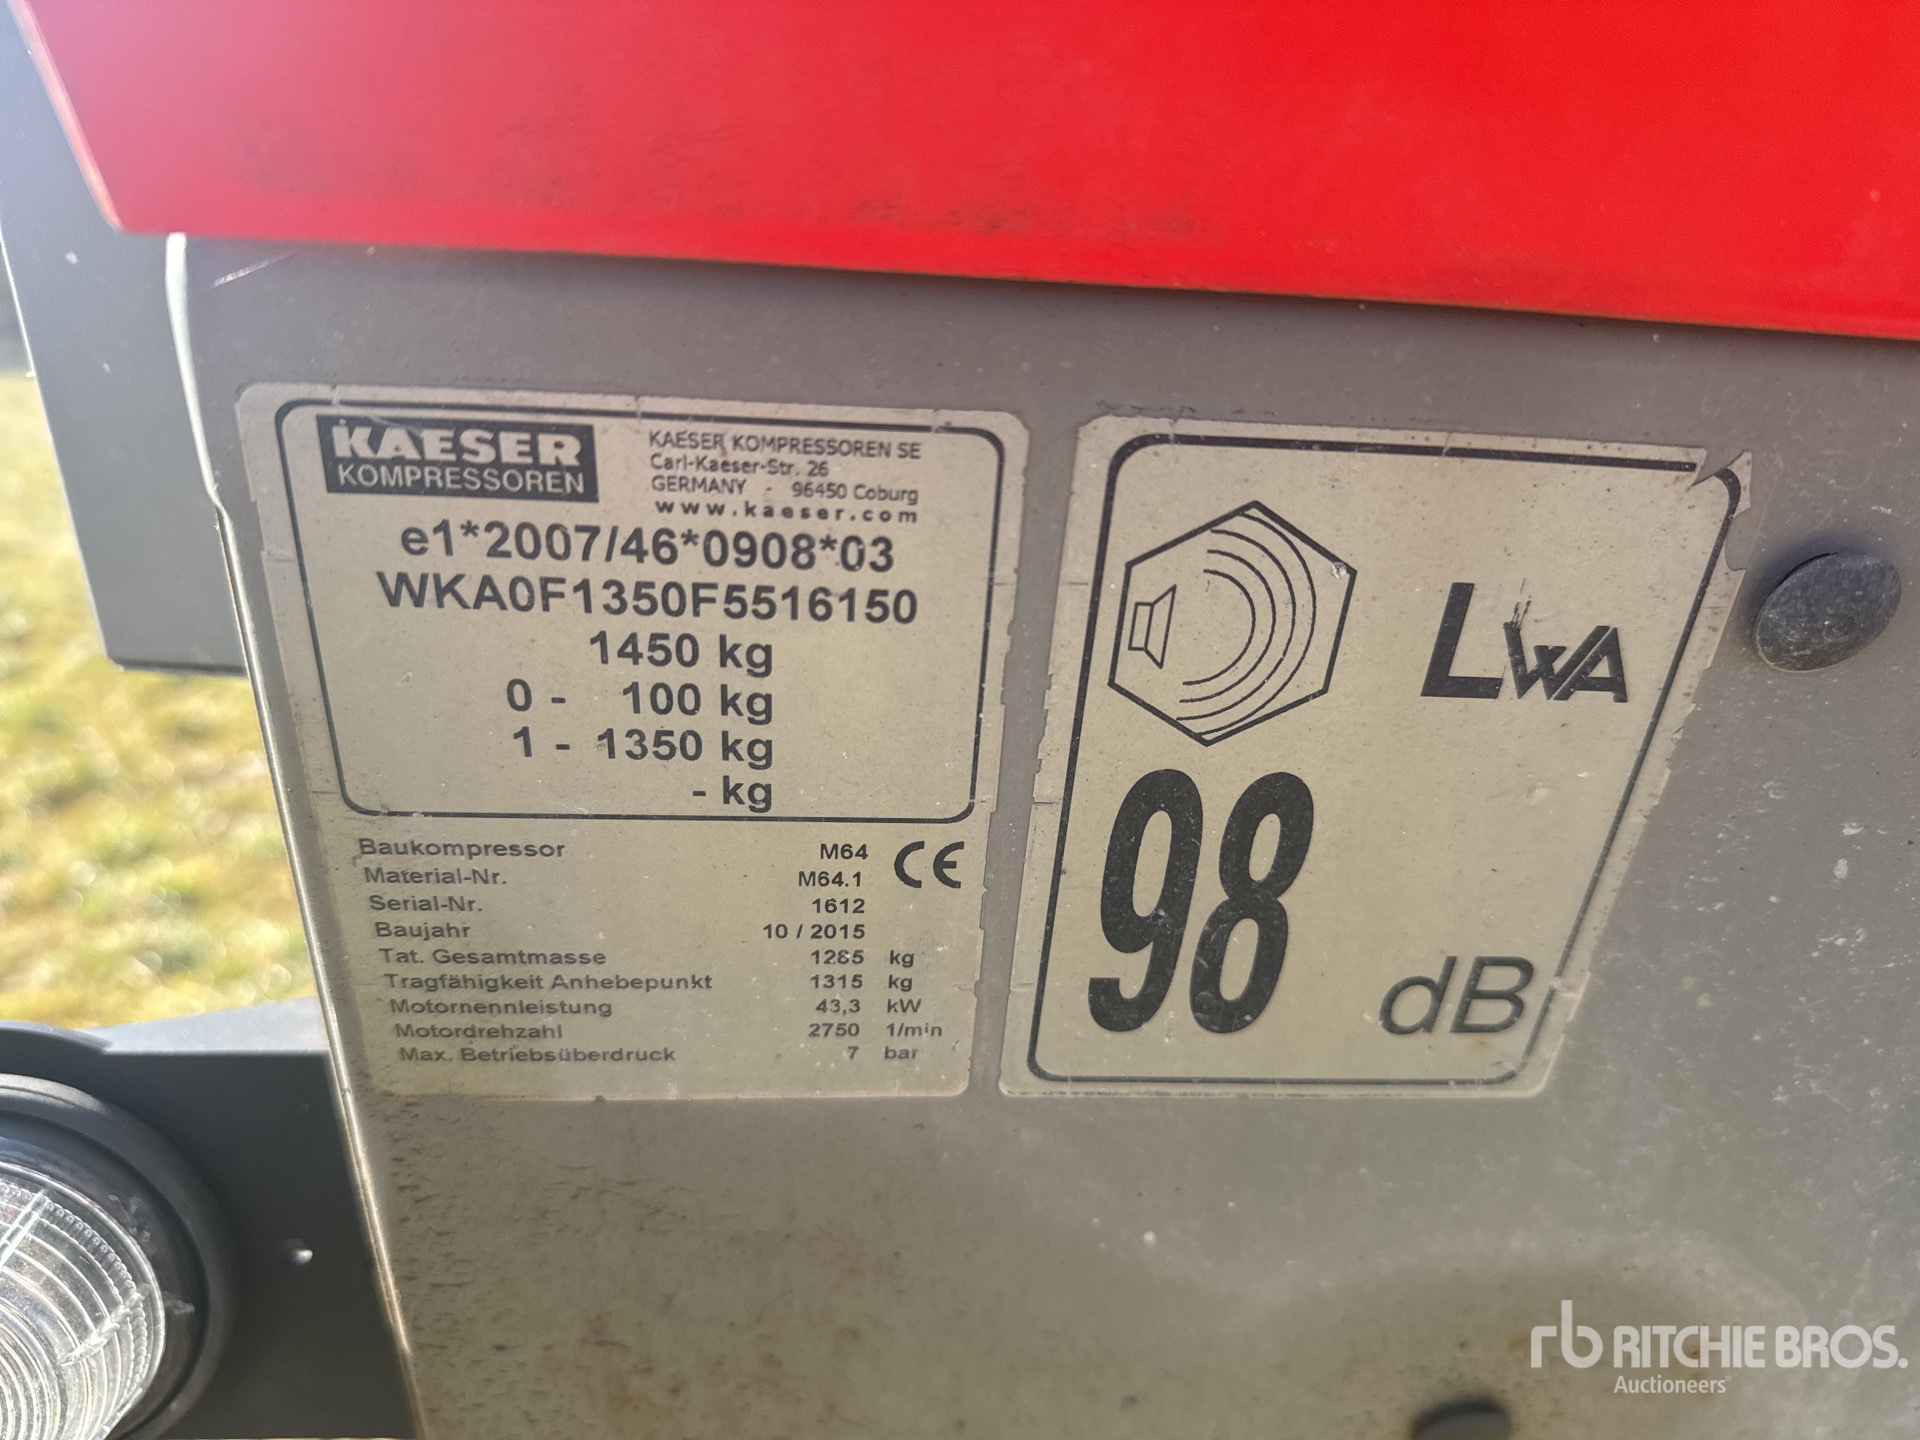 KAESER
KOMPRESSOREN
KAESER KOMPRESSOREN SE
Carl-Kaeser-Str. 26
GERMANY - 96450 Coburg
www.kaeser.com
e1*2007/46*0908*03
WKA0F1350F5516150
1450 kg
0 - 100 kg
1 - 1350 kg
- kg
Baukompressor M64
Material-Nr. M64.1
Serial-Nr. 1612
Baujahr 10 / 2015
Tat. Gesamtmasse 1285 kg
Tragfähigkeit Anhebepunkt 1315 kg
Motornennleistung 43,3 kW
Motordrehzahl 2750 1/min
Max. Betriebsüberdruck 7 bar
CE
LWA
98
dB
rb RITCHIE BROS.
Auctioneers